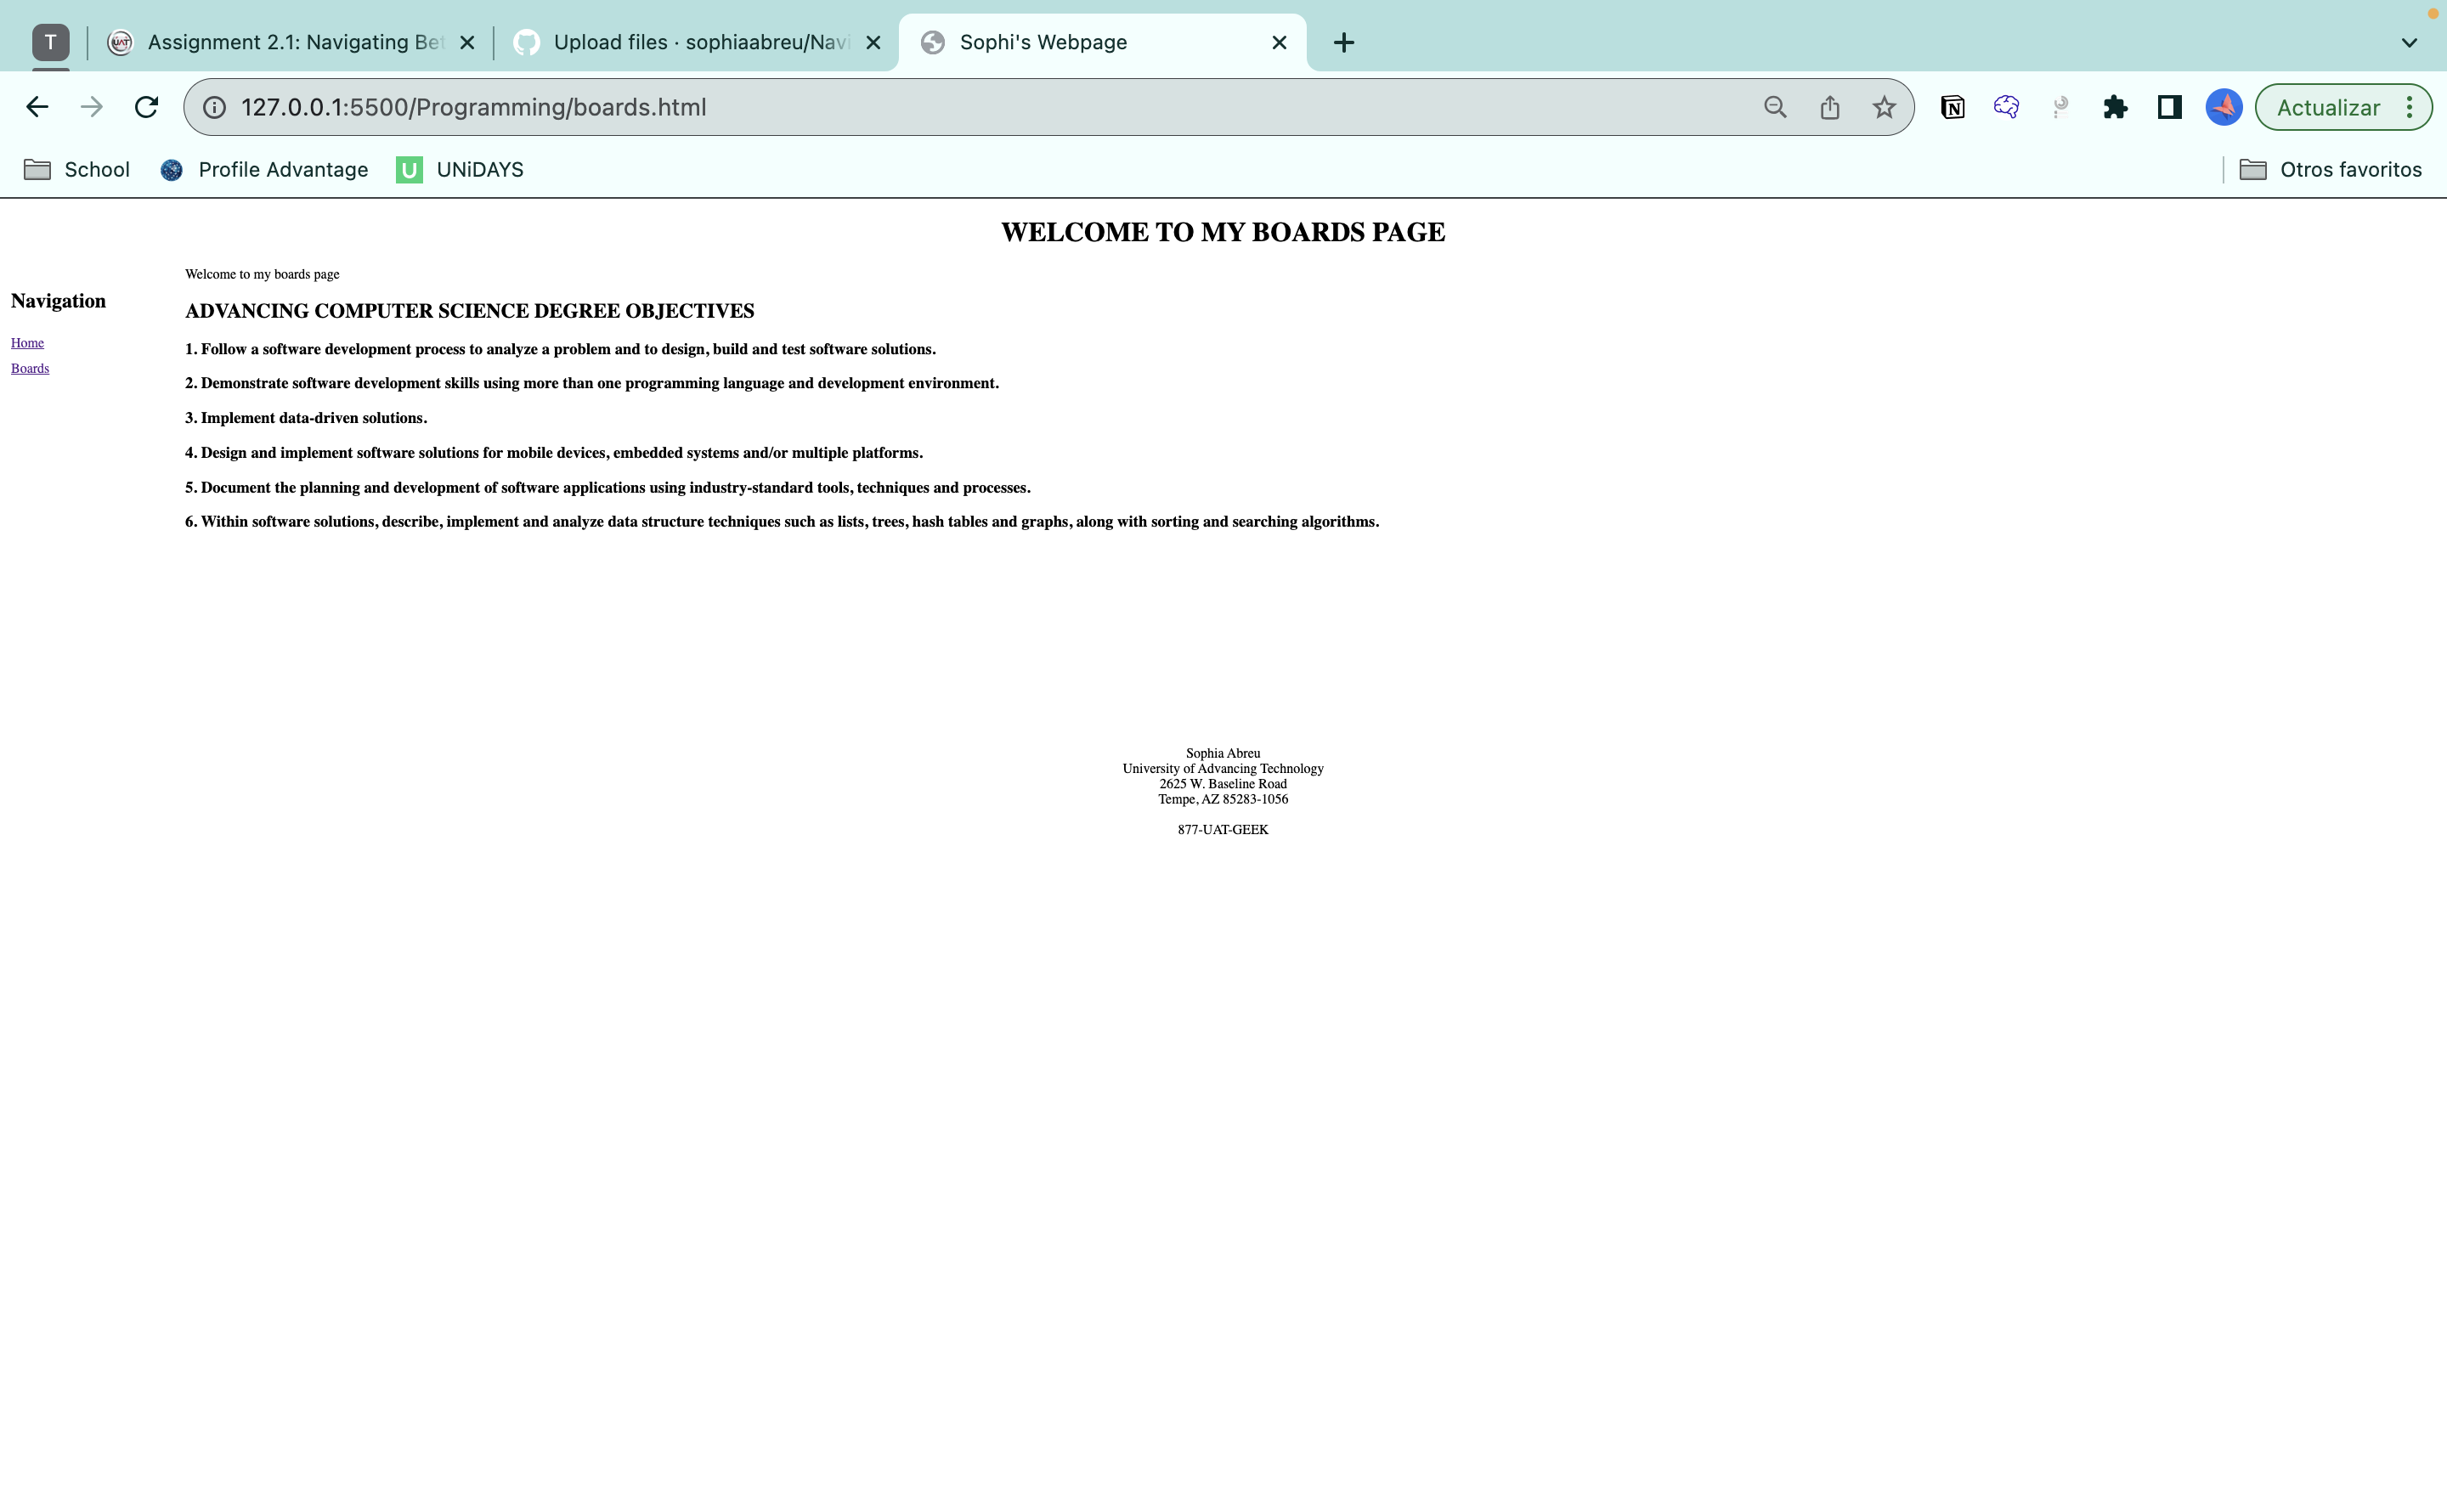 T
Assignment 2.1: Navigating Bet
Upload files · sophiaabreu/Navi
Sophi's Webpage
127.0.0.1:5500/Programming/boards.html
Actualizar
School
Profile Advantage
U UNiDAYS
Otros favoritos
WELCOME TO MY BOARDS PAGE
Welcome to my boards page
Navigation
Home
Boards
ADVANCING COMPUTER SCIENCE DEGREE OBJECTIVES
1. Follow a software development process to analyze a problem and to design, build and test software solutions.
2. Demonstrate software development skills using more than one programming language and development environment.
3. Implement data-driven solutions.
4. Design and implement software solutions for mobile devices, embedded systems and/or multiple platforms.
5. Document the planning and development of software applications using industry-standard tools, techniques and processes.
6. Within software solutions, describe, implement and analyze data structure techniques such as lists, trees, hash tables and graphs, along with sorting and searching algorithms.
Sophia Abreu
University of Advancing Technology
2625 W. Baseline Road
Tempe, AZ 85283-1056
877-UAT-GEEK